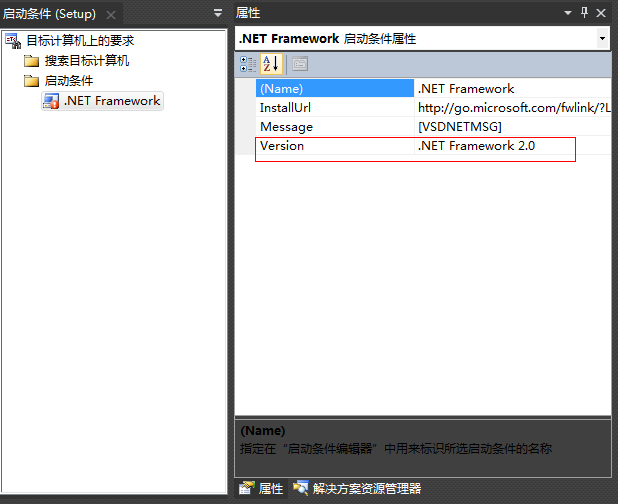 启动条件 (Setup)
目标计算机上的要求
搜索目标计算机
启动条件
.NET Framework
属性
.NET Framework 启动条件属性
(Name) .NET Framework
InstallUrl http://go.microsoft.com/fwlink/?L
Message [VSDNETMSG]
Version .NET Framework 2.0
(Name)
指定在“启动条件编辑器”中用来标识所选启动条件的名称
属性 解决方案资源管理器